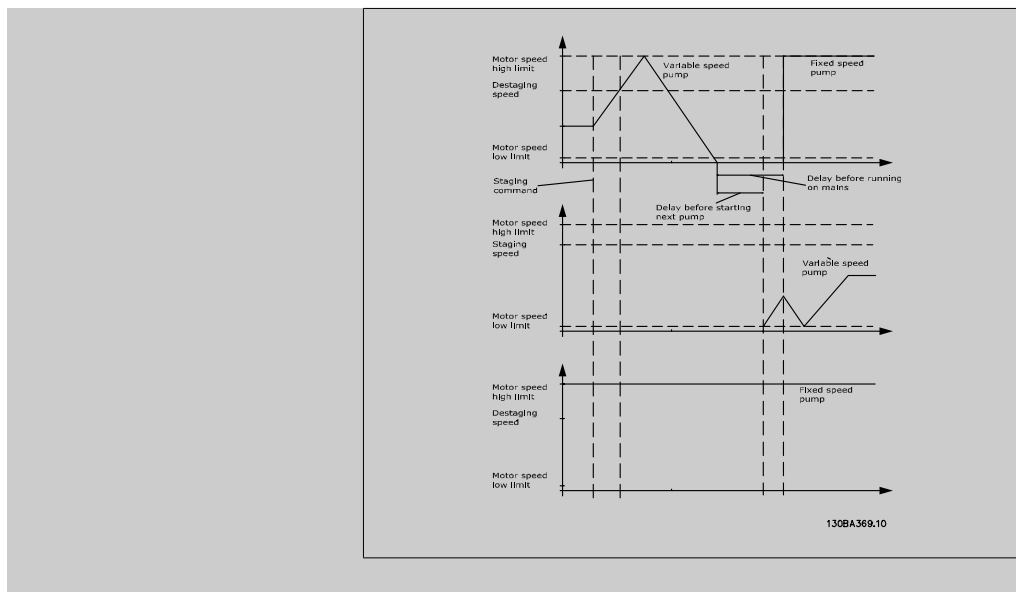 Motor speed
high limit
Variable speed
pump
Fixed speed
pump
Destaging
speed
Motor speed
low limit
Staging
command
Delay before running
on mains
Delay before starting
next pump
Motor speed
high limit
Staging
speed
Variable speed
pump
Motor speed
low limit
Motor speed
high limit
Fixed speed
pump
Destaging
speed
Motor speed
low limit
130BA369.10